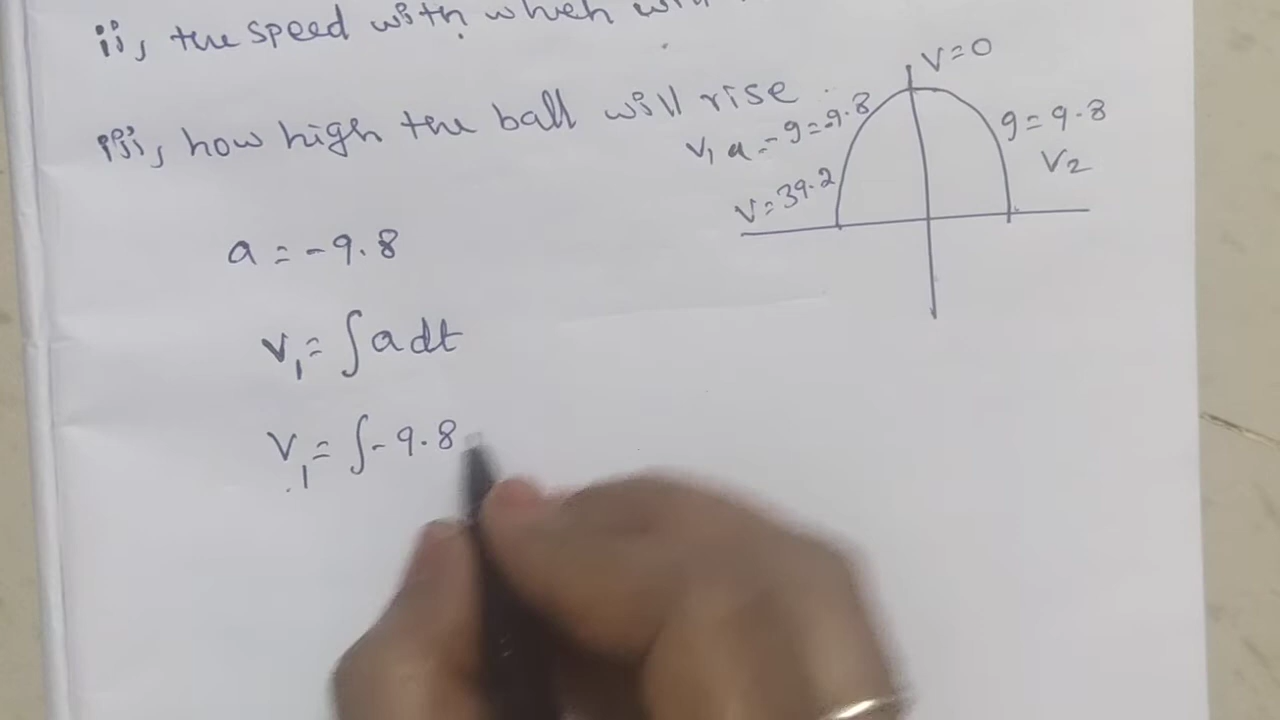 ii, the speed with which
iii, how high the ball will rise
V=0
V, a=-g=-9.8
g=9.8
V=39.2
V2
a=-9.8
V1=∫a dt
V1=∫-9.8